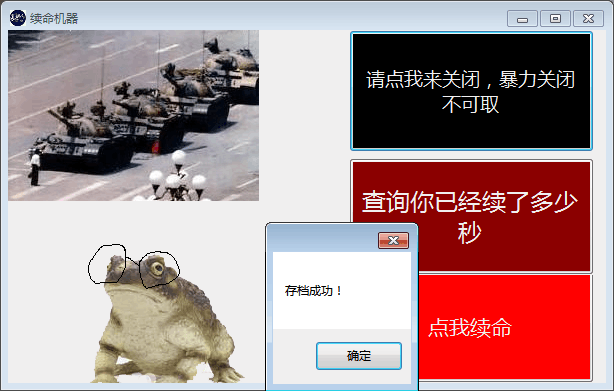 续命机器
请点我来关闭，暴力关闭
不可取
查询你已经续了多少
秒
存档成功！
确定
点我续命